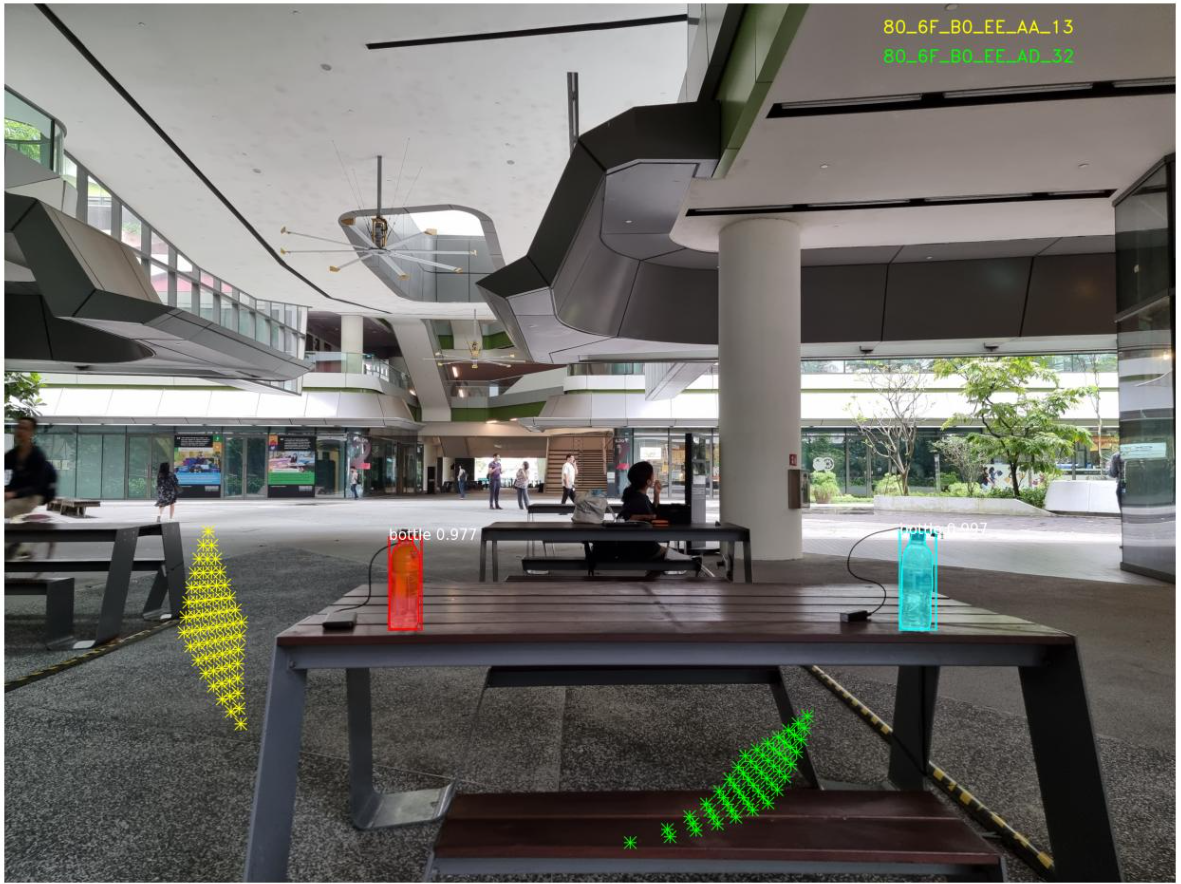 80_6F_B0_EE_AA_13
80_6F_B0_EE_AD_32
bottle 0.977
bottle 0.997